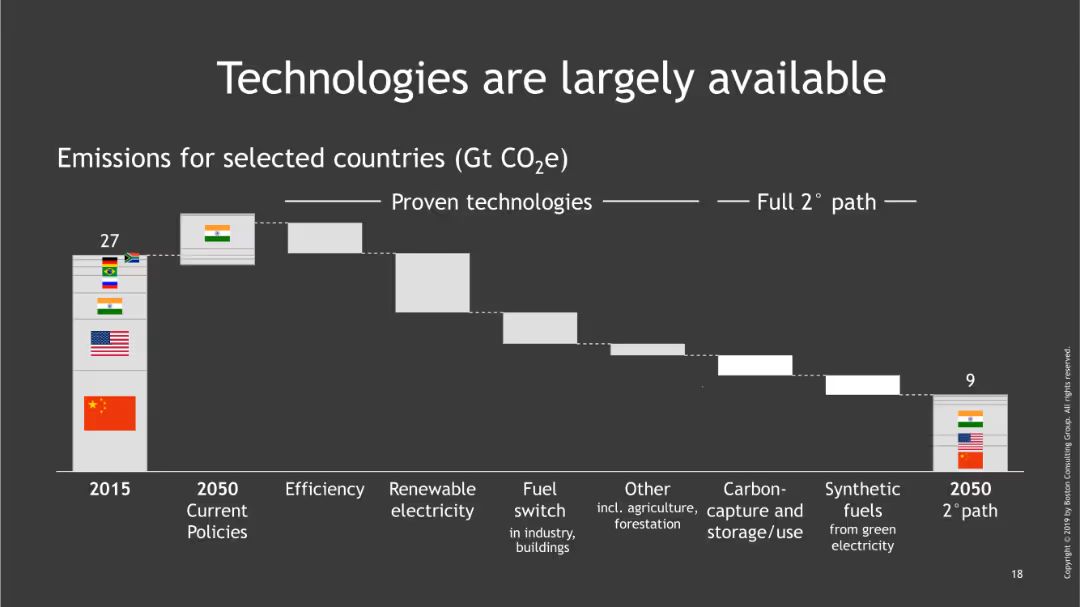 Technologies are largely available
Emissions for selected countries (Gt CO₂e)
Proven technologies
Full 2° path
27
9
2015
2050
Current
Policies
Efficiency
Renewable
electricity
Fuel
switch
in industry,
buildings
Other
incl. agriculture,
forestation
Carbon-
capture and
storage/use
Synthetic
fuels
from green
electricity
2050
2°path
18
Copyright © 2019 by Boston Consulting Group. All rights reserved.